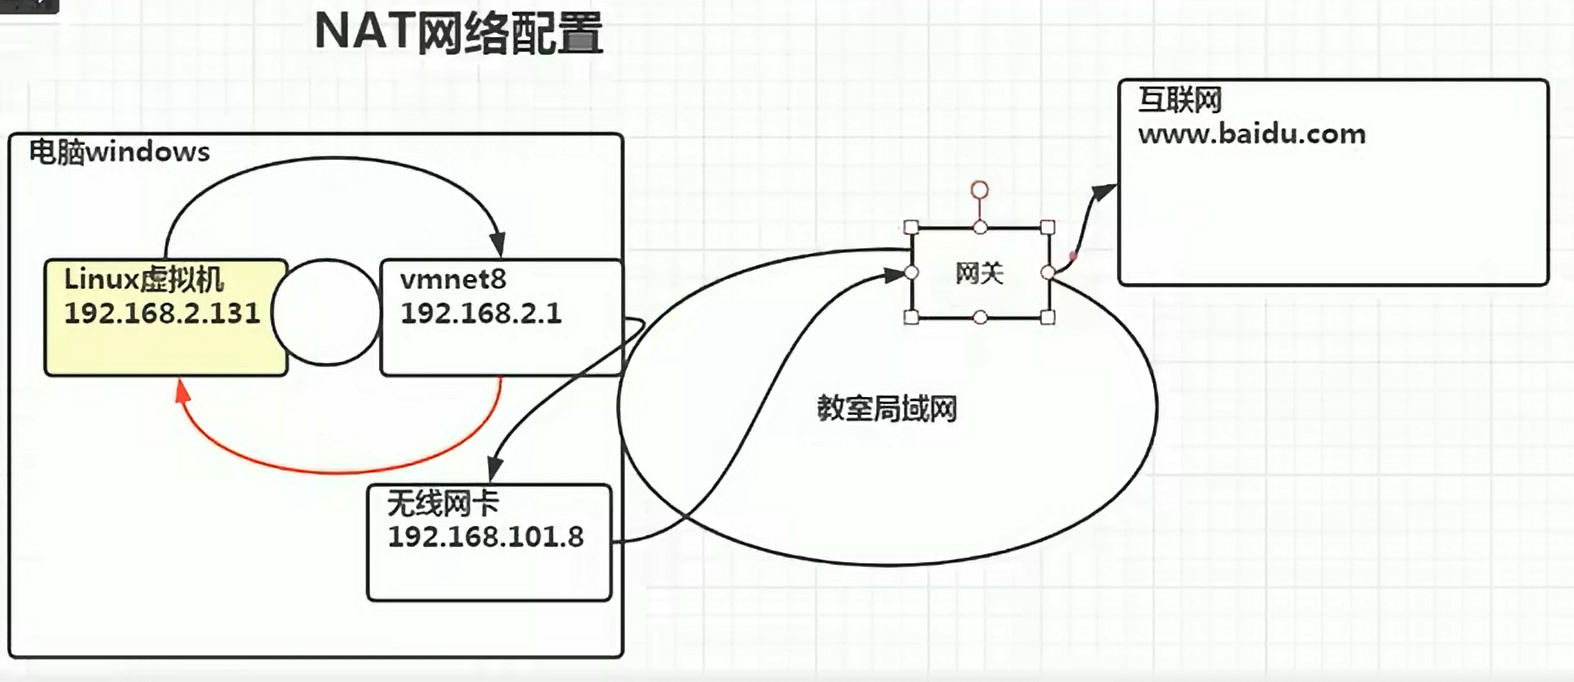 NAT网络配置
电脑windows
Linux虚拟机
192.168.2.131
vmnet8
192.168.2.1
无线网卡
192.168.101.8
网关
教室局域网
互联网
www.baidu.com